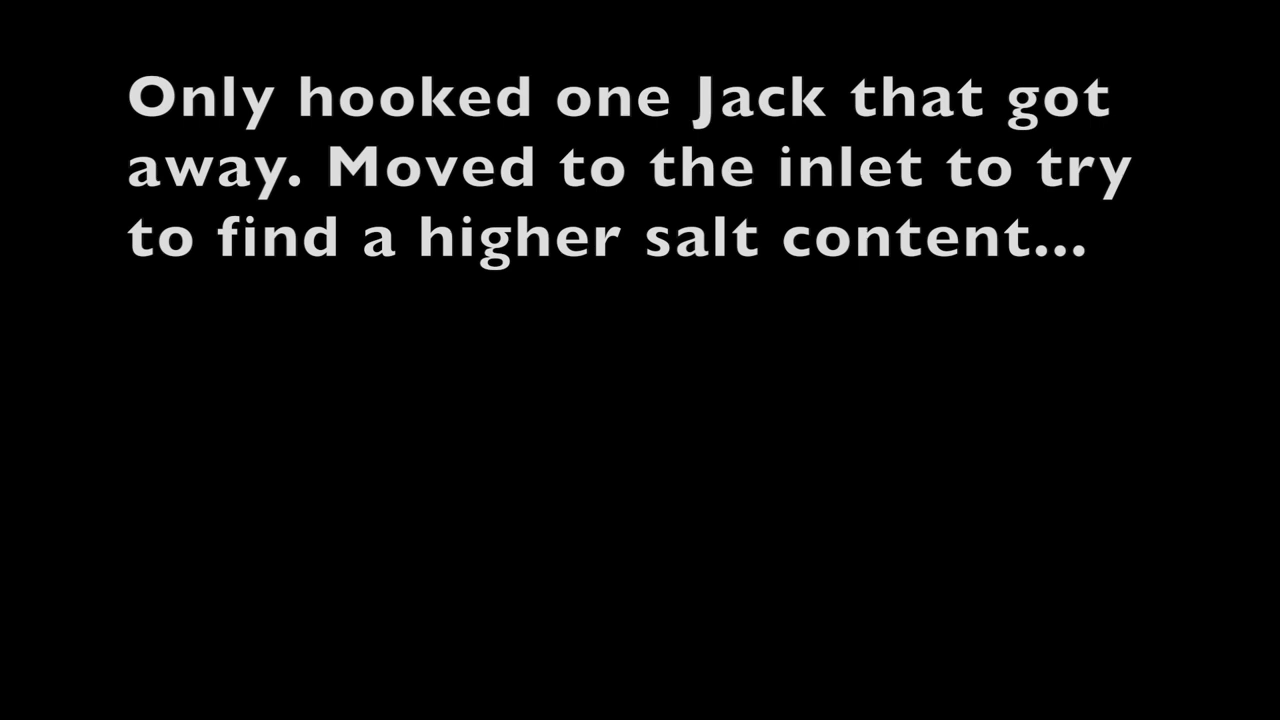 Only hooked one Jack that got
away. Moved to the inlet to try
to find a higher salt content...